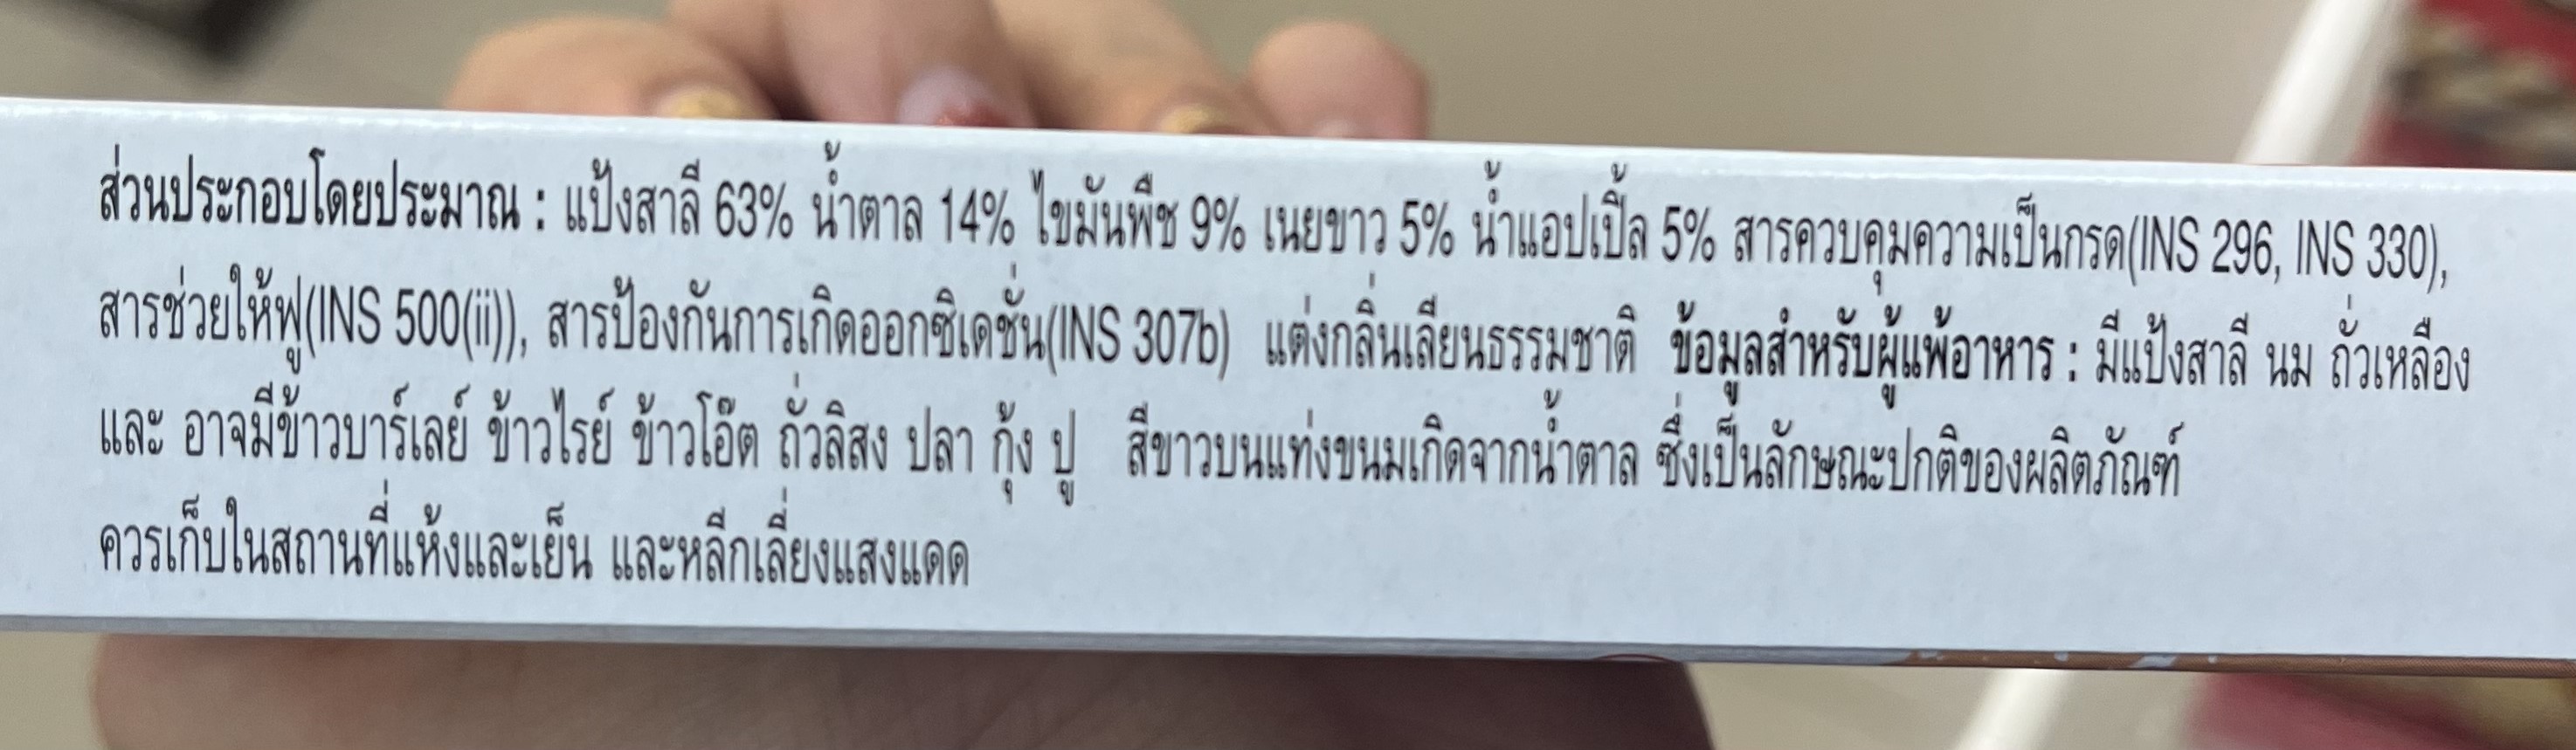 ส่วนประกอบโดยประมาณ : แป้งสาลี 63% น้ำตาล 14% ไขมันพืช 9% เนยขาว 5% น้ำแอปเปิ้ล 5% สารควบคุมความเป็นกรด(INS 296, INS 330),
สารช่วยให้ฟู(INS 500(ii)), สารป้องกันการเกิดออกซิเดชั่น(INS 307b) แต่งกลิ่นเลียนธรรมชาติ ข้อมูลสำหรับผู้แพ้อาหาร : มีแป้งสาลี นม ถั่วเหลือง
และ อาจมีข้าวบาร์เลย์ ข้าวไรย์ ข้าวโอ๊ต ถั่วลิสง ปลา กุ้ง ปู สีขาวบนแท่งขนมเกิดจากน้ำตาล ซึ่งเป็นลักษณะปกติของผลิตภัณฑ์
ควรเก็บในสถานที่แห้งและเย็น และหลีกเลี่ยงแสงแดด